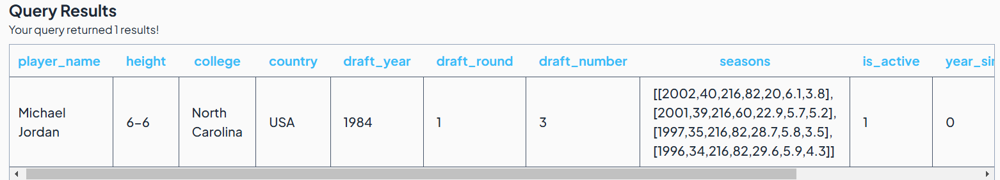 Query Results
Your query returned 1 results!
player_name height college country draft_year draft_round draft_number seasons is_active year_sin
Michael Jordan 6-6 North Carolina USA 1984 1 3 [[2002,40,216,82,20,6.1,3.8], [2001,39,216,60,22.9,5.7,5.2], [1997,35,216,82,28.7,5.8,3.5], [1996,34,216,82,29.6,5.9,4.3]] 1 0